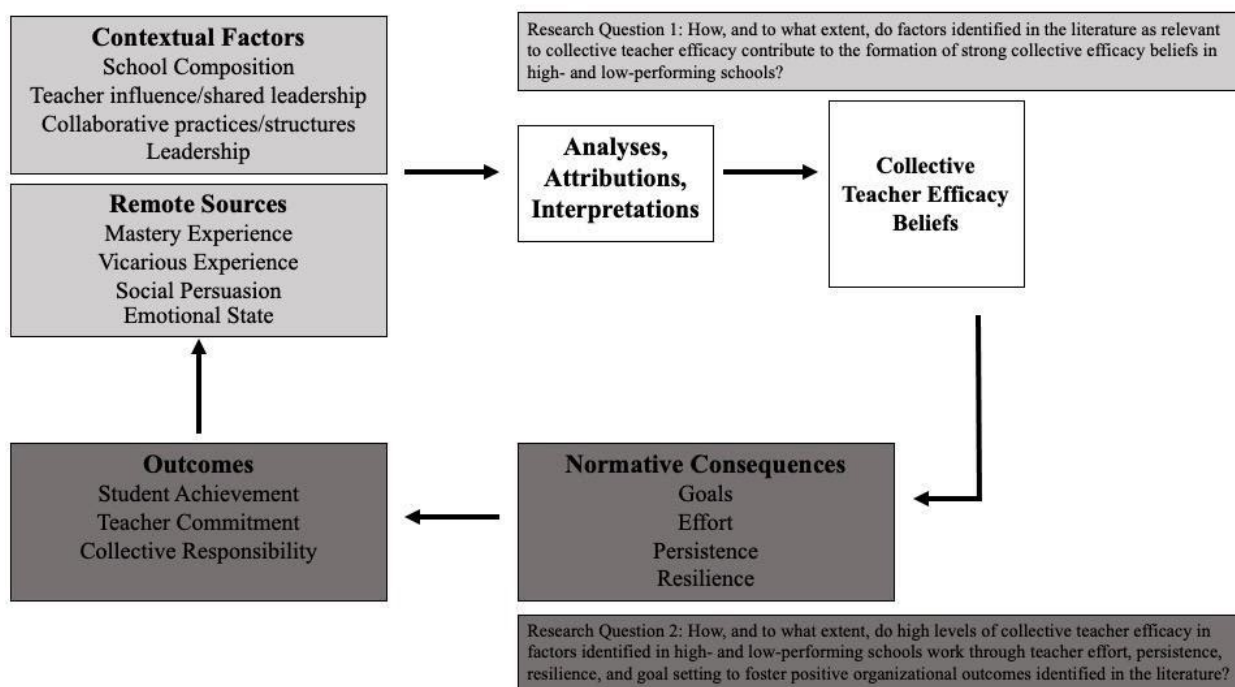 Contextual Factors
School Composition
Teacher influence/shared leadership
Collaborative practices/structures
Leadership
Remote Sources
Mastery Experience
Vicarious Experience
Social Persuasion
Emotional State
Research Question 1: How, and to what extent, do factors identified in the literature as relevant
to collective teacher efficacy contribute to the formation of strong collective efficacy beliefs in
high- and low-performing schools?
Analyses,
Attributions,
Interpretations
Collective
Teacher Efficacy
Beliefs
Normative Consequences
Goals
Effort
Persistence
Resilience
Outcomes
Student Achievement
Teacher Commitment
Collective Responsibility
Research Question 2: How, and to what extent, do high levels of collective teacher efficacy in
factors identified in high- and low-performing schools work through teacher effort, persistence,
resilience, and goal setting to foster positive organizational outcomes identified in the literature?